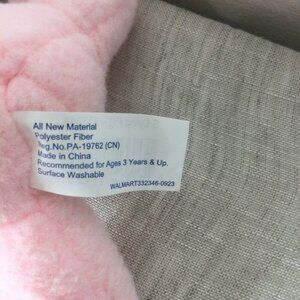 All New Material
Polyester Fiber
Reg.No.PA-19762 (CN)
Made in China
Recommended for Ages 3 Years & Up.
Surface Washable
WALMART332346-0923